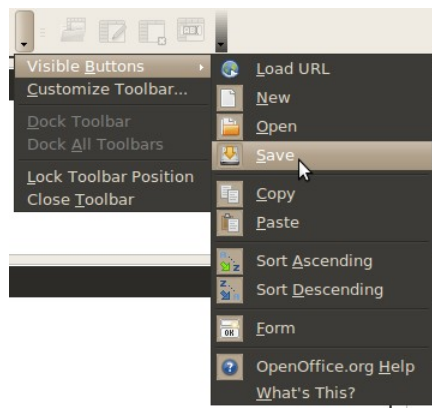 Visible Buttons
Customize Toolbar...
Dock Toolbar
Dock All Toolbars
Lock Toolbar Position
Close Toolbar
Load URL
New
Open
Save
Copy
Paste
Sort Ascending
Sort Descending
Form
OpenOffice.org Help
What's This?